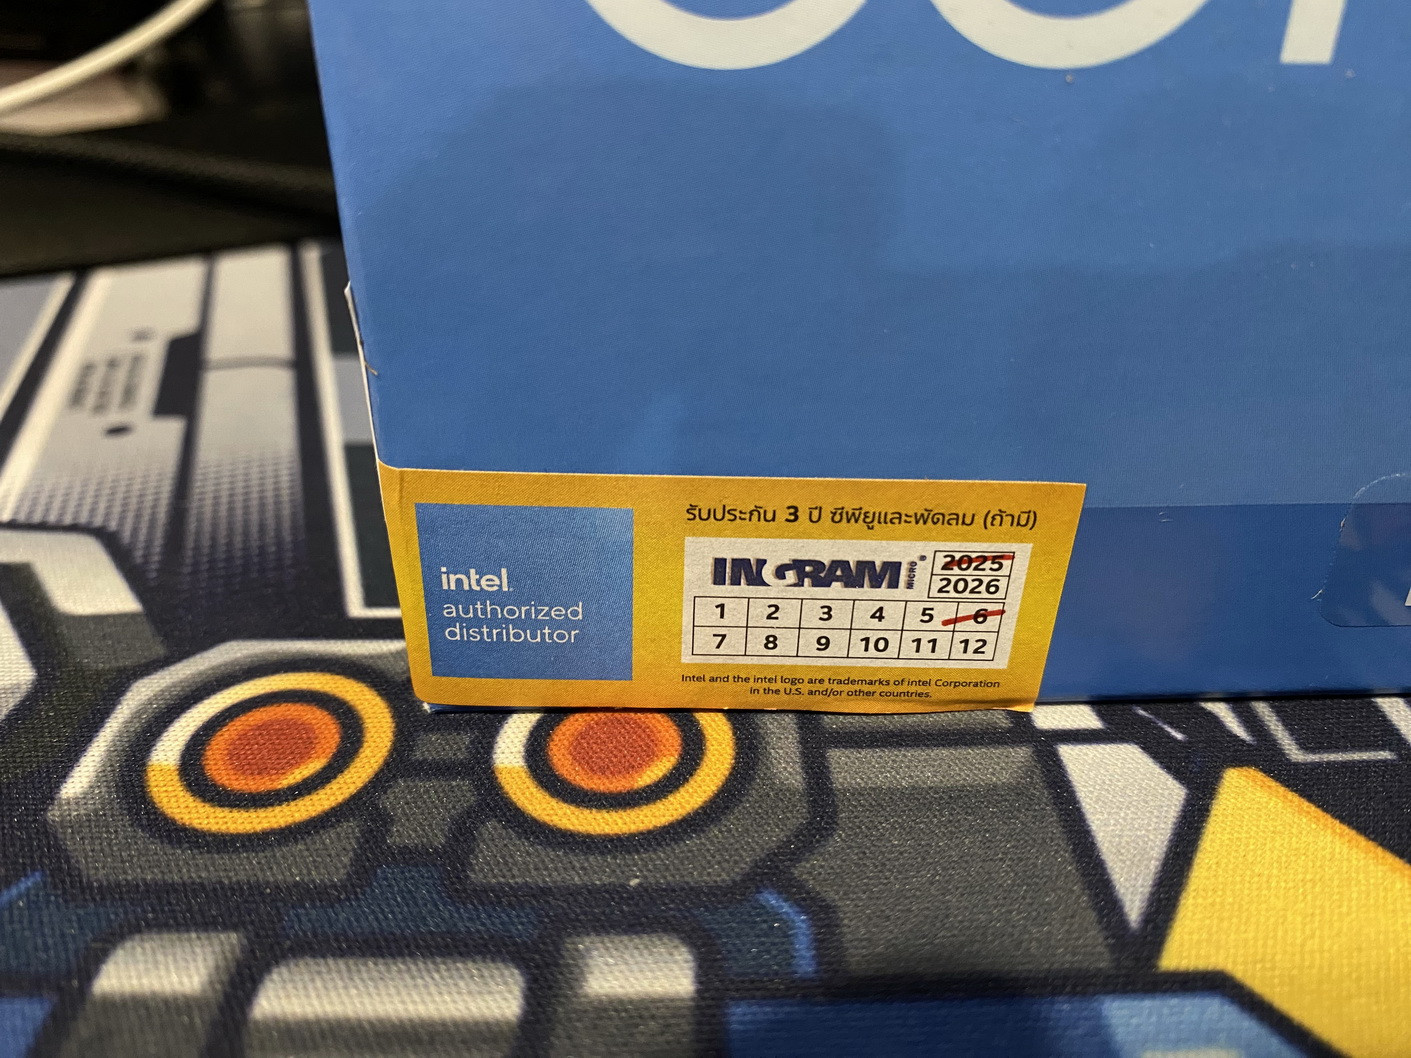 รับประกัน 3 ปี ซีพียูและพัดลม (ถ้ามี)
intel
authorized
distributor
INGRAM MICRO®
2025
2026
1 2 3 4 5 6
7 8 9 10 11 12
Intel and the intel logo are trademarks of intel Corporation
in the U.S. and/or other countries.